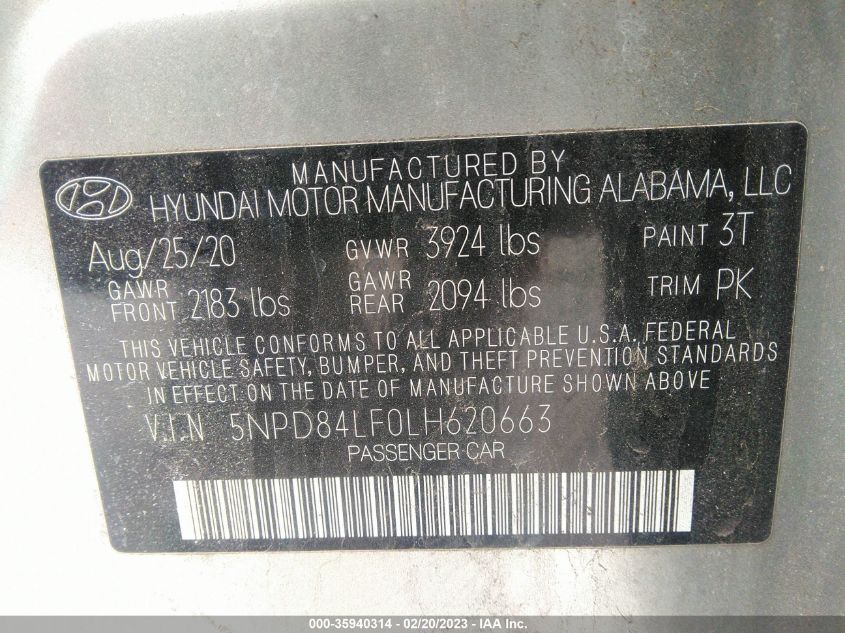 MANUFACTURED BY
HYUNDAI MOTOR MANUFACTURING ALABAMA, LLC
Aug/25/20 GVWR 3924 lbs PAINT 3T
GAWR FRONT 2183 lbs GAWR REAR 2094 lbs TRIM PK
THIS VEHICLE CONFORMS TO ALL APPLICABLE U.S.A. FEDERAL
MOTOR VEHICLE SAFETY, BUMPER, AND THEFT PREVENTION STANDARDS
IN EFFECT ON THE DATE OF MANUFACTURE SHOWN ABOVE
V.I.N 5NPD84LF0LH620663
PASSENGER CAR
000-35940314 - 02/20/2023 - IAA Inc.